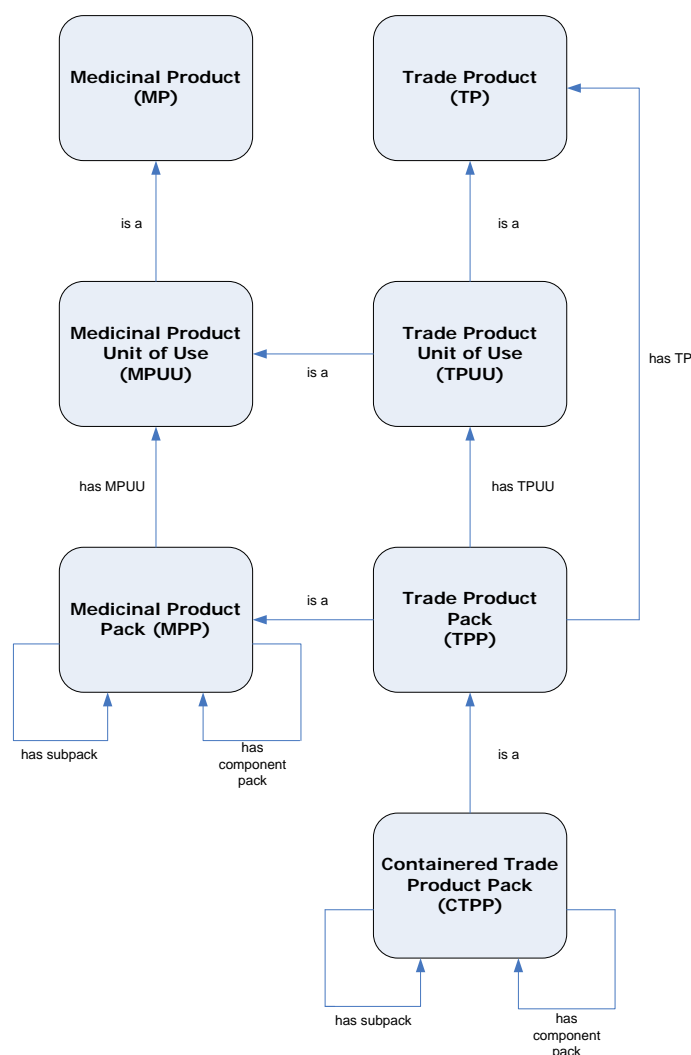 Medicinal Product
(MP)
Trade Product
(TP)
is a
is a
Medicinal Product
Unit of Use
(MPUU)
Trade Product
Unit of Use
(TPUU)
is a
has TP
has MPUU
has TPUU
Medicinal Product
Pack (MPP)
is a
Trade Product
Pack
(TPP)
has subpack
has
component
pack
is a
Containered Trade
Product Pack
(CTPP)
has subpack
has
component
pack